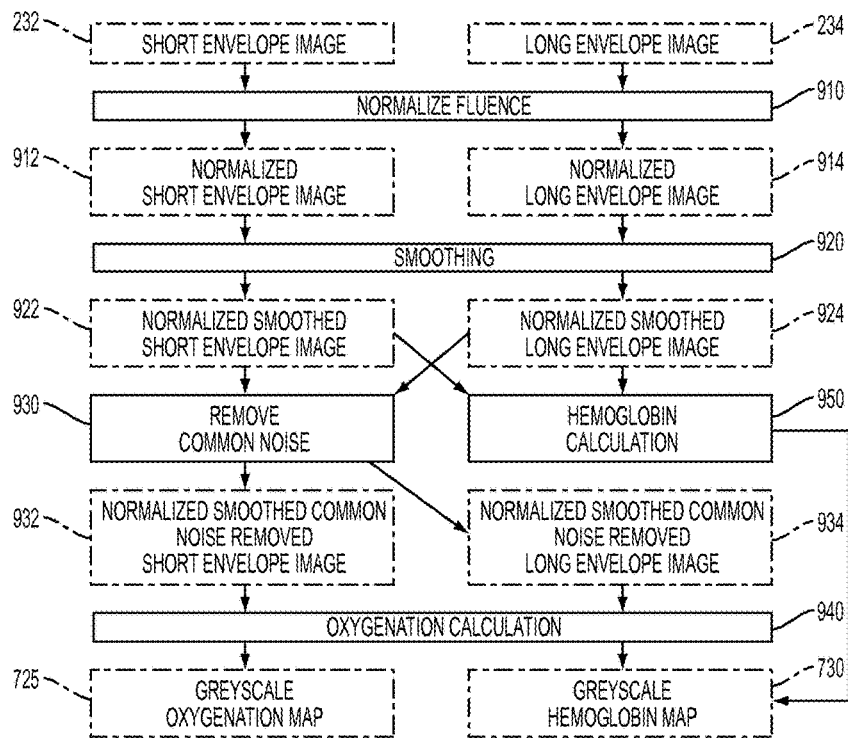 232
SHORT ENVELOPE IMAGE
LONG ENVELOPE IMAGE
234
NORMALIZE FLUENCE
910
912
NORMALIZED
SHORT ENVELOPE IMAGE
NORMALIZED
LONG ENVELOPE IMAGE
914
SMOOTHING
920
922
NORMALIZED SMOOTHED
SHORT ENVELOPE IMAGE
NORMALIZED SMOOTHED
LONG ENVELOPE IMAGE
924
930
REMOVE
COMMON NOISE
HEMOGLOBIN
CALCULATION
950
932
NORMALIZED SMOOTHED COMMON
NOISE REMOVED
SHORT ENVELOPE IMAGE
NORMALIZED SMOOTHED COMMON
NOISE REMOVED
LONG ENVELOPE IMAGE
934
OXYGENATION CALCULATION
940
725
GREYSCALE
OXYGENATION MAP
GREYSCALE
HEMOGLOBIN MAP
730